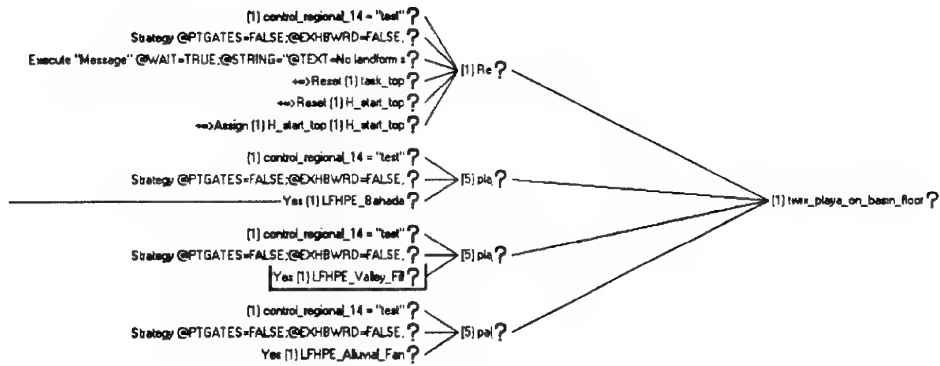 [1] control_regional_14 = "test" ?
Strategy @PTGATES=FALSE;@EXHBWRD=FALSE, ?
Execute "Message" @WAIT=TRUE;@STRING="@TEXT=No landform s ?
[1] Re ?
<=>Reset [1] task_top ?
<=>Reset [1] H_start_top ?
<=>Assign [1] H_start_top [1] H_start_top ?
[1] control_regional_14 = "test" ?
Strategy @PTGATES=FALSE;@EXHBWRD=FALSE, ?
[5] pla ?
Yes [1] LFHPE_Bahada ?
[1] twix_playa_on_basin_floor ?
[1] control_regional_14 = "test" ?
Strategy @PTGATES=FALSE;@EXHBWRD=FALSE, ?
[5] pla ?
Yes [1] LFHPE_Valley_Fill ?
[1] control_regional_14 = "test" ?
Strategy @PTGATES=FALSE;@EXHBWRD=FALSE, ?
[5] pal ?
Yes [1] LFHPE_Alluvial_Fan ?